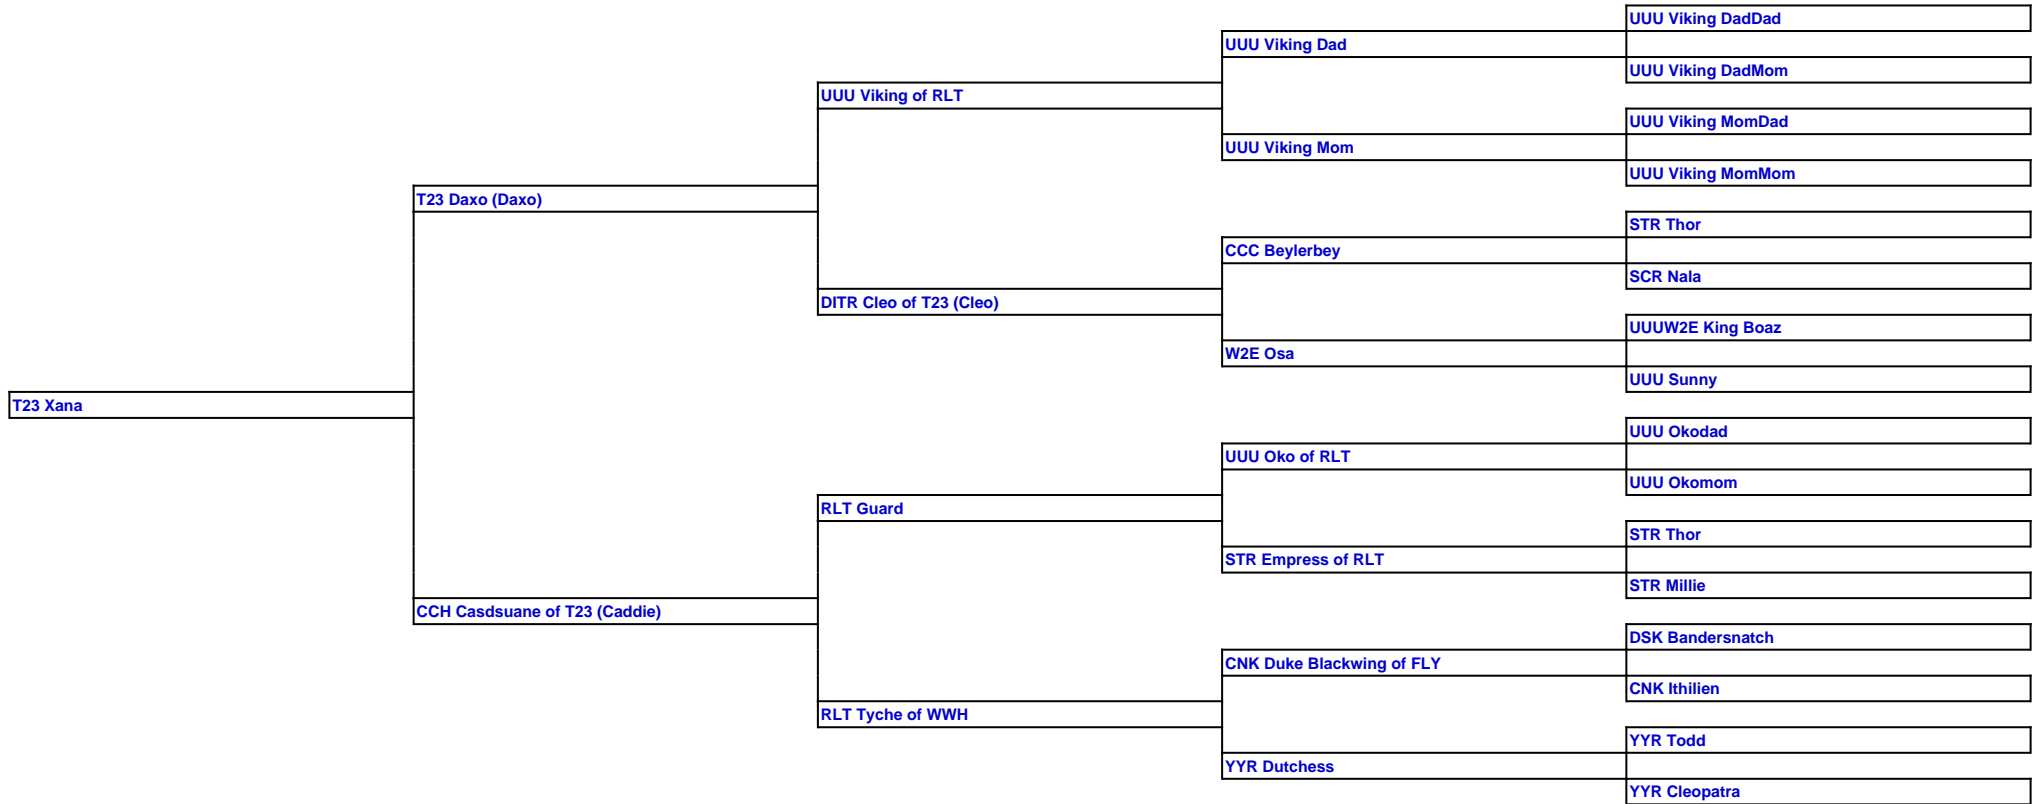 UUU Viking DadDad
UUU Viking Dad
UUU Viking DadMom
UUU Viking of RLT
UUU Viking MomDad
UUU Viking Mom
UUU Viking MomMom
T23 Daxo (Daxo)
STR Thor
CCC Beylerbey
SCR Nala
DITR Cleo of T23 (Cleo)
UUUW2E King Boaz
W2E Osa
UUU Sunny
T23 Xana
UUU Okodad
UUU Oko of RLT
UUU Okomom
RLT Guard
STR Thor
STR Empress of RLT
STR Millie
CCH Casdsuane of T23 (Caddie)
DSK Bandersnatch
CNK Duke Blackwing of FLY
CNK Ithilien
RLT Tyche of WWH
YYR Todd
YYR Dutchess
YYR Cleopatra